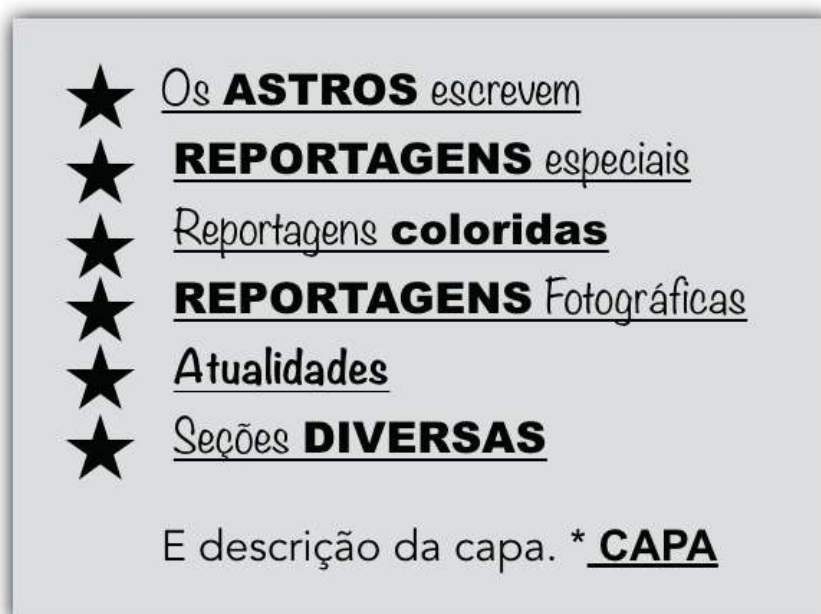 Os ASTROS escrevem
REPORTAGENS especiais
Reportagens coloridas
REPORTAGENS Fotográficas
Atualidades
Seções DIVERSAS
E descrição da capa. * CAPA